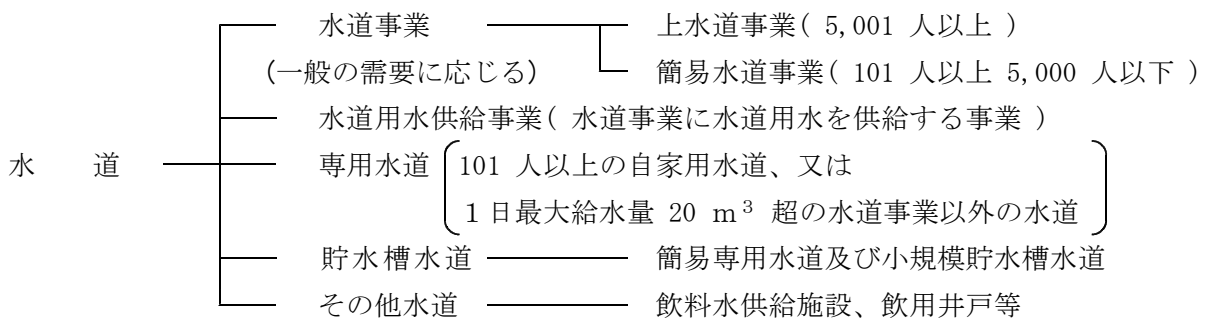 水道事業 上水道事業( 5,001 人以上 )
(一般の需要に応じる) 簡易水道事業( 101 人以上 5,000 人以下 )
水道用水供給事業( 水道事業に水道用水を供給する事業 )
水 道 専用水道 101 人以上の自家用水道、又は
1日最大給水量 20 m³ 超の水道事業以外の水道
貯水槽水道 簡易専用水道及び小規模貯水槽水道
その他水道 飲料水供給施設、飲用井戸等